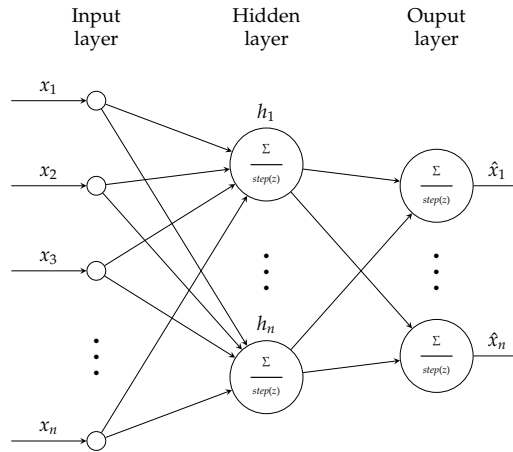 Input
layer
Hidden
layer
Ouput
layer
x₁
x₂
x₃
xₙ
h₁
Σ
step(z)
hₙ
Σ
step(z)
Σ
step(z)
x̂₁
Σ
step(z)
x̂ₙ